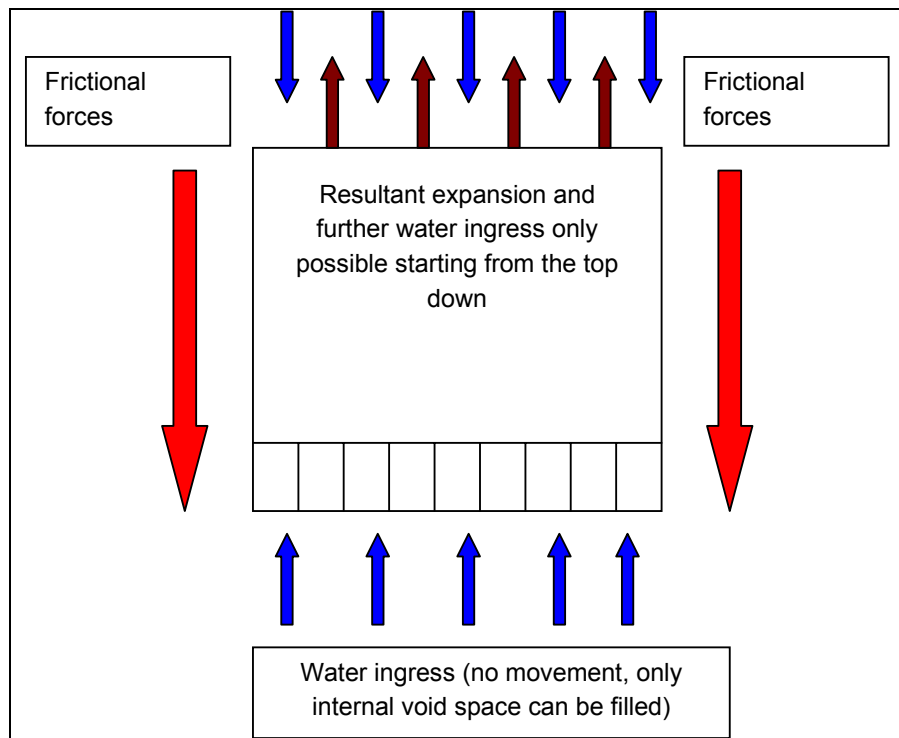 Frictional
forces
Frictional
forces
Resultant expansion and
further water ingress only
possible starting from the top
down
Water ingress (no movement, only
internal void space can be filled)